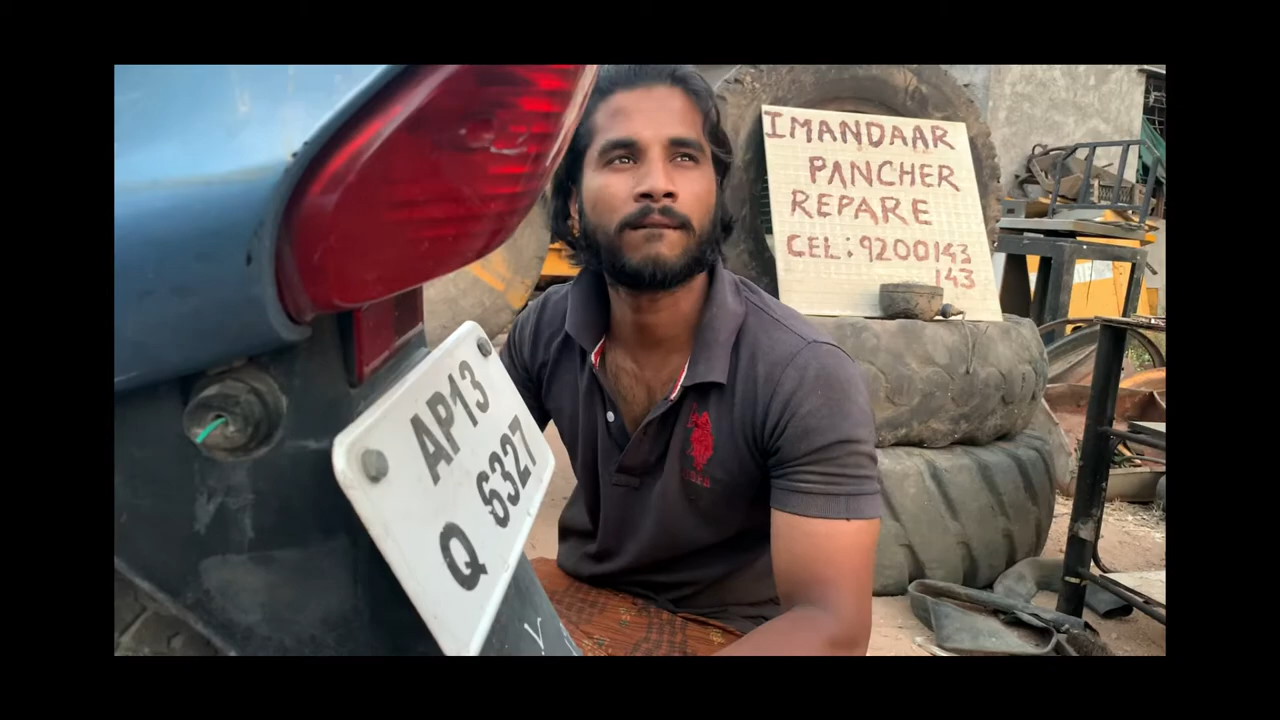 IMANDAAR
PANCHER
REPARE
CEL:9200143
143
AP13
Q 6327
V